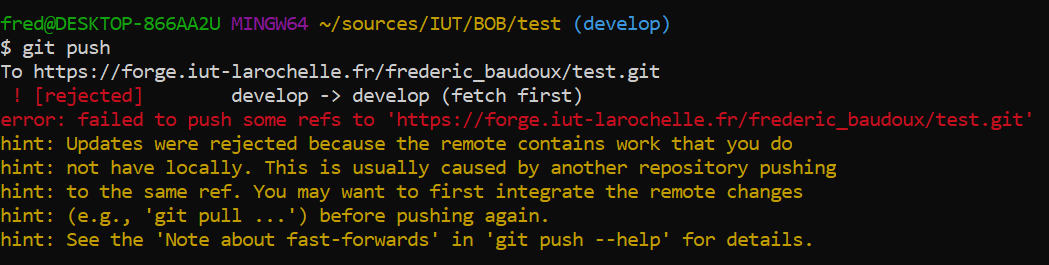 fred@DESKTOP-866AA2U MINGW64 ~/sources/IUT/BOB/test (develop)
$ git push
To https://forge.iut-larochelle.fr/frederic_baudoux/test.git
 ! [rejected]        develop -> develop (fetch first)
error: failed to push some refs to 'https://forge.iut-larochelle.fr/frederic_baudoux/test.git'
hint: Updates were rejected because the remote contains work that you do
hint: not have locally. This is usually caused by another repository pushing
hint: to the same ref. You may want to first integrate the remote changes
hint: (e.g., 'git pull ...') before pushing again.
hint: See the 'Note about fast-forwards' in 'git push --help' for details.